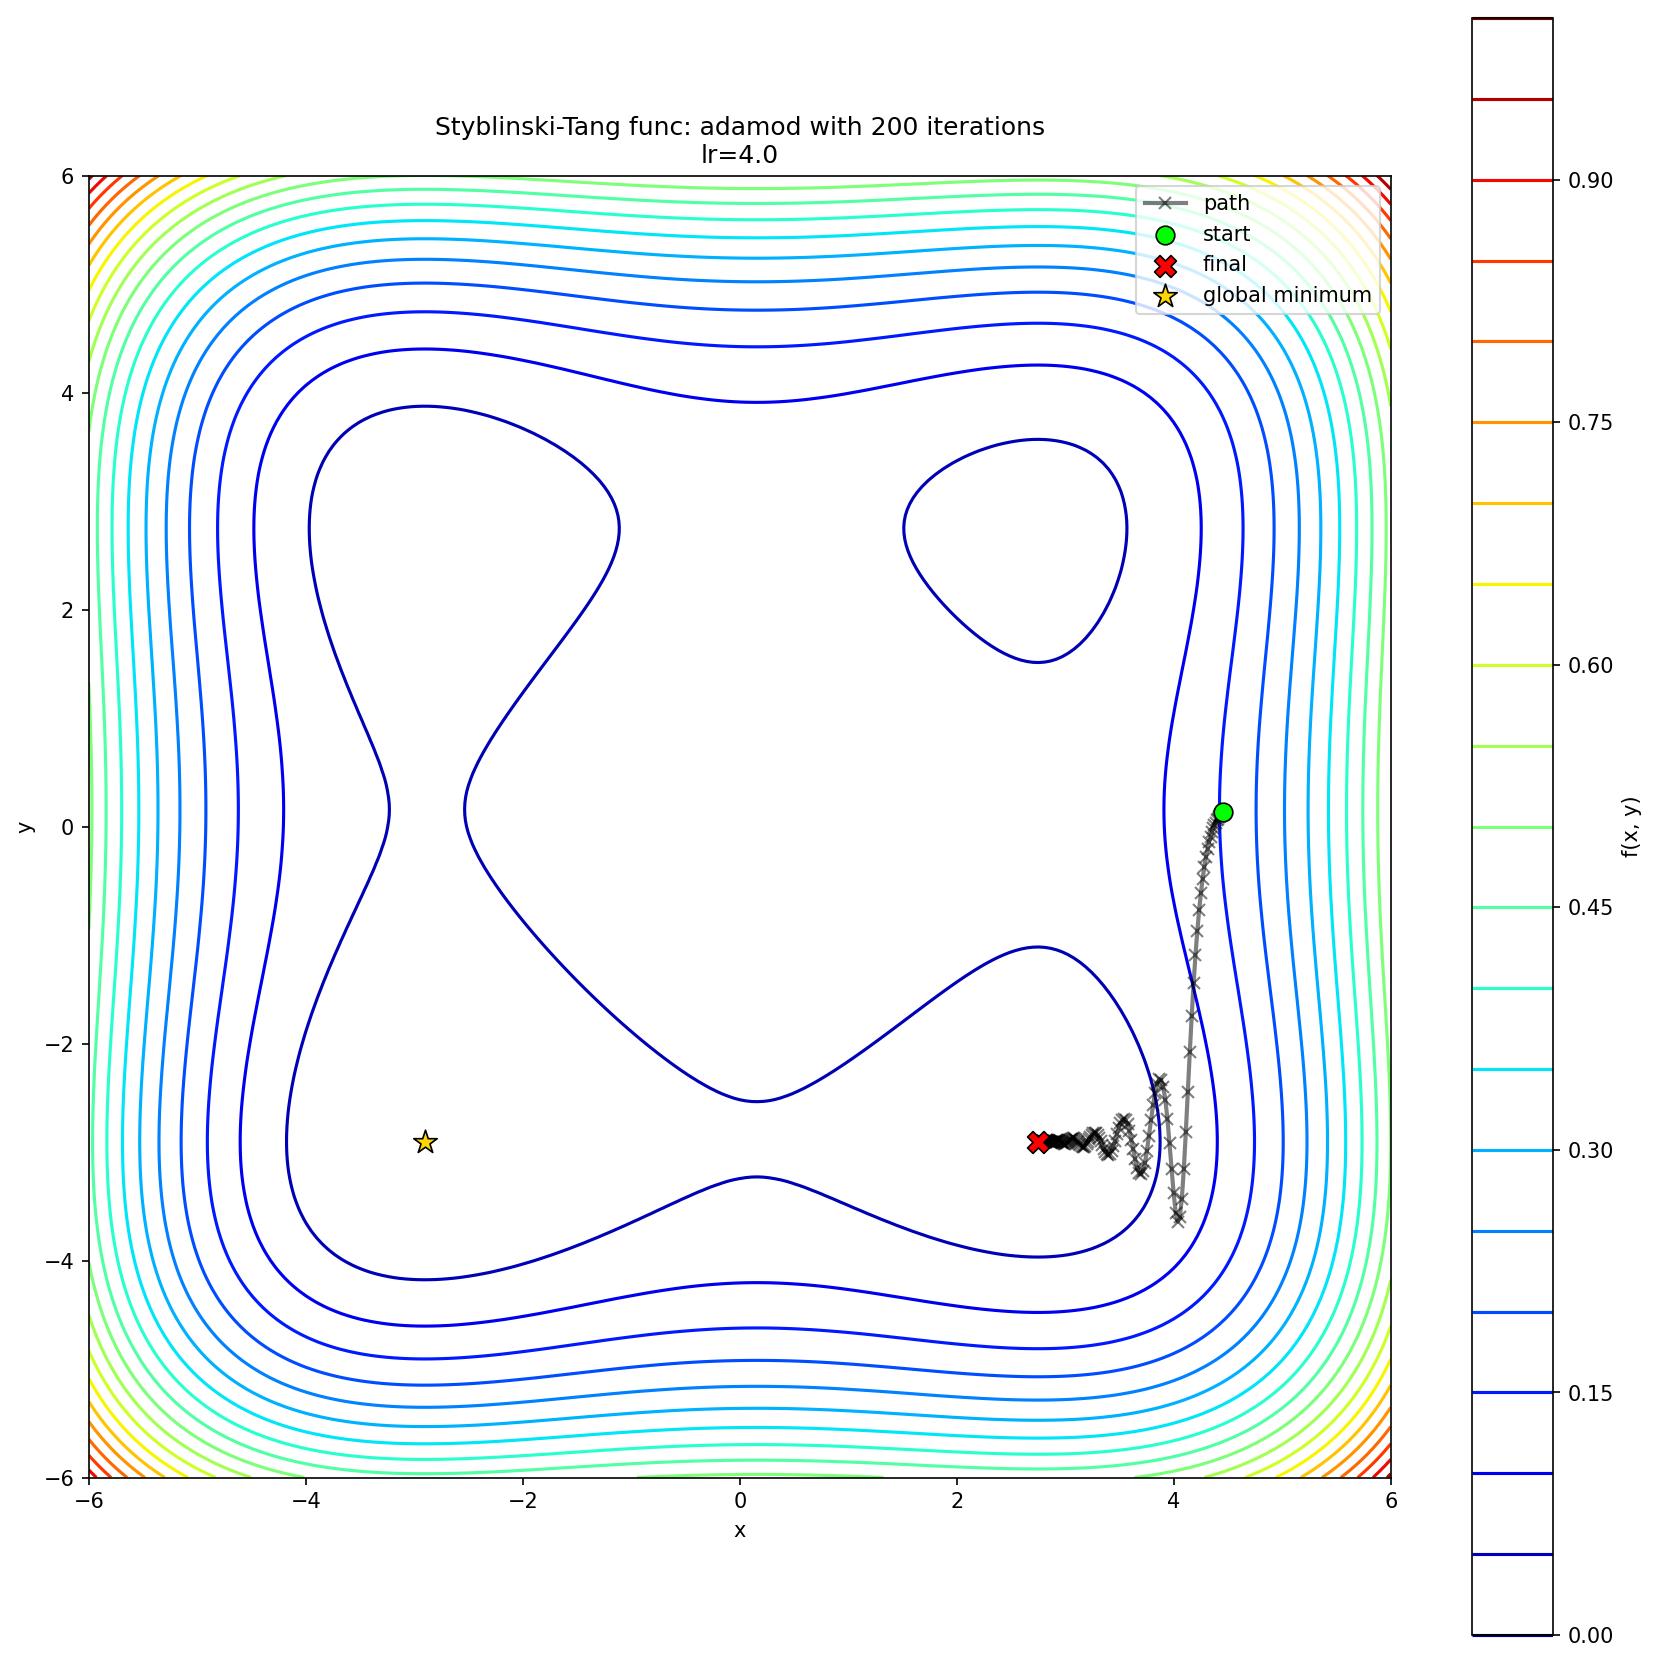 Styblinski-Tang func: adamod with 200 iterations
lr=4.0
path
start
final
global minimum
6
4
2
0
−2
−4
−6
y
−6
−4
−2
0
2
4
6
x
0.90
0.75
0.60
0.45
0.30
0.15
0.00
f(x, y)